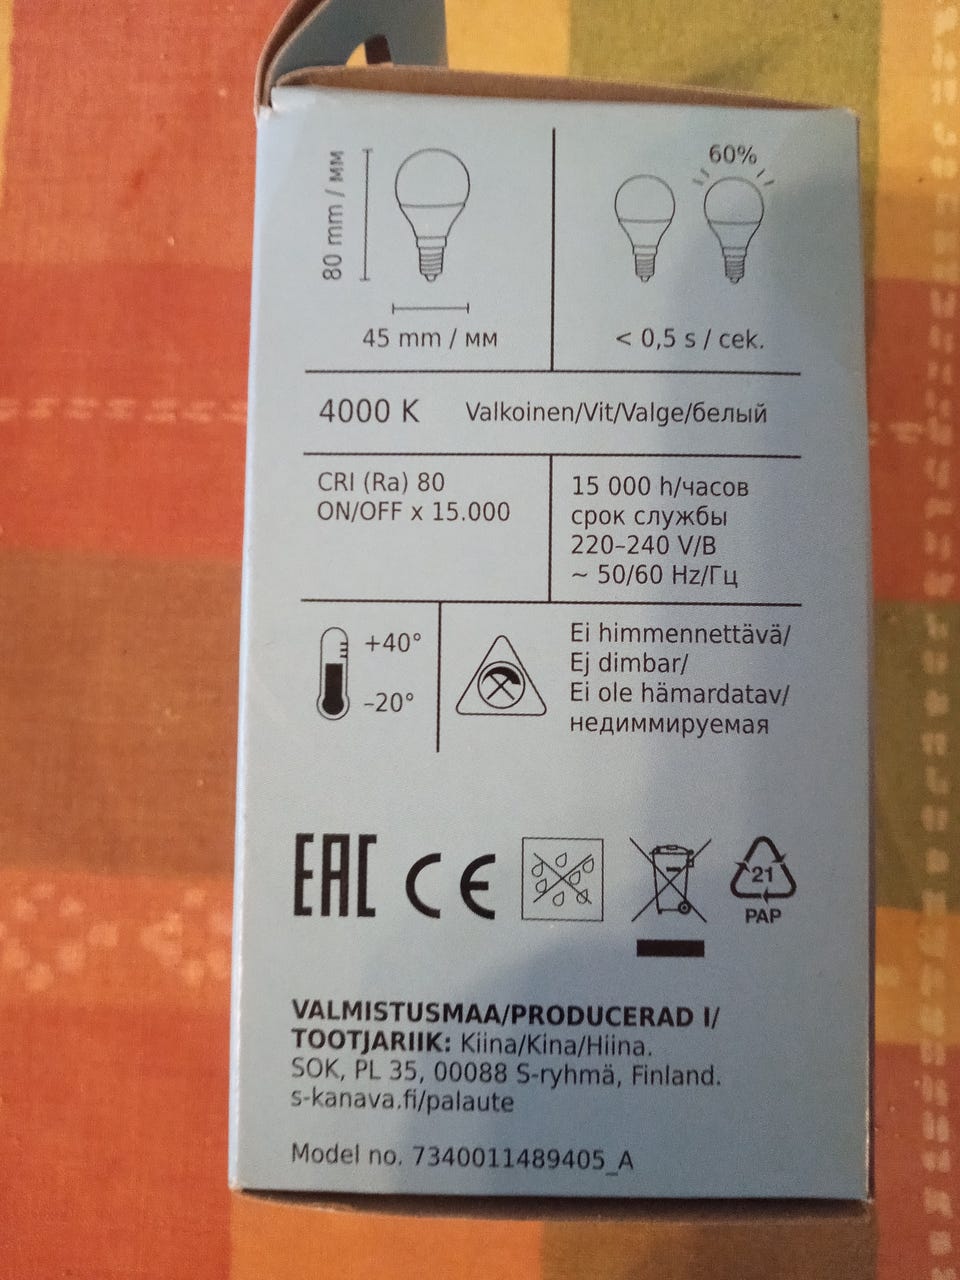 80 mm / мм
45 mm / мм
60%
< 0,5 s / сек.
4000 K Valkoinen/Vit/Valge/белый
CRI (Ra) 80
ON/OFF x 15.000
15 000 h/часов
срок службы
220–240 V/B
~ 50/60 Hz/Гц
+40°
–20°
Ei himmennettävä/
Ej dimbar/
Ei ole hämardatav/
недиммируемая
EAC CE
21
PAP
VALMISTUSMAA/PRODUCERAD I/
TOOTJARIIK: Kiina/Kina/Hiina.
SOK, PL 35, 00088 S-ryhmä, Finland.
s-kanava.fi/palaute
Model no. 7340011489405_A